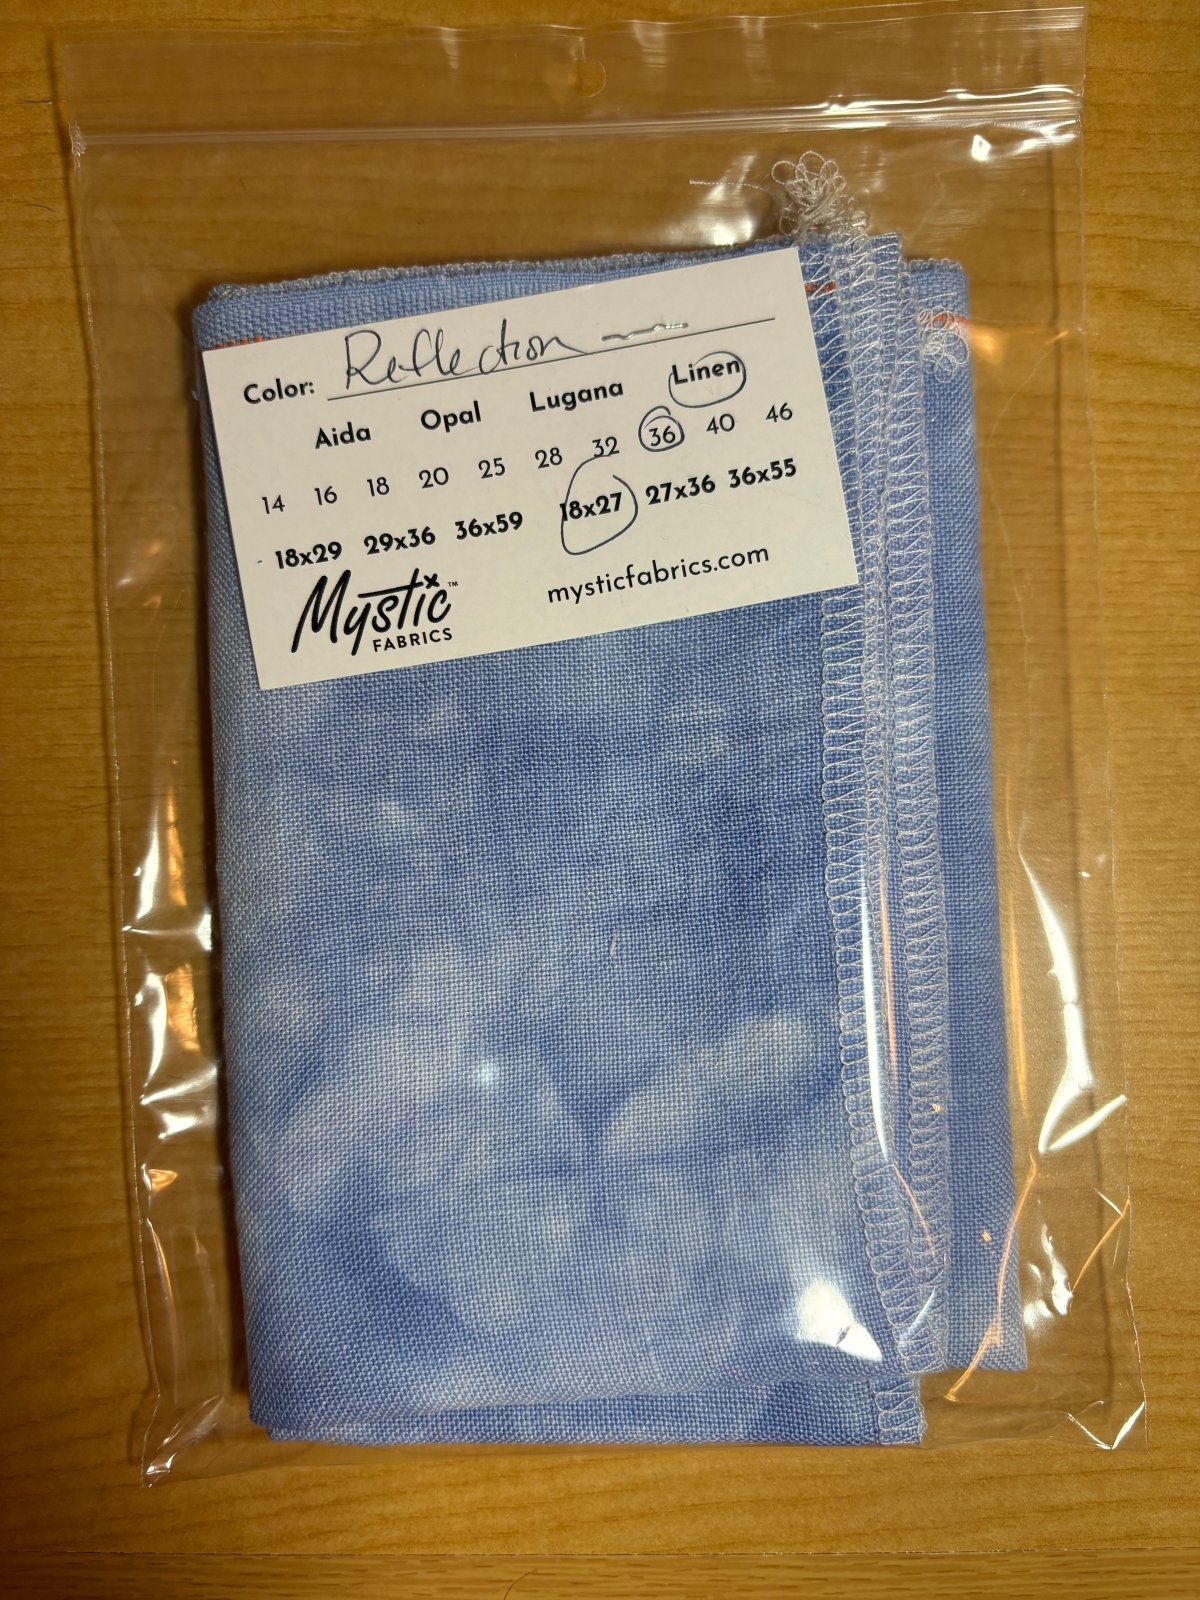 Color: Reflection
Aida Opal Lugana Linen
14 16 18 20 25 28 32 36 40 46
18x29 29x36 36x59 18x27 27x36 36x55
Mystic™ mysticfabrics.com
FABRICS